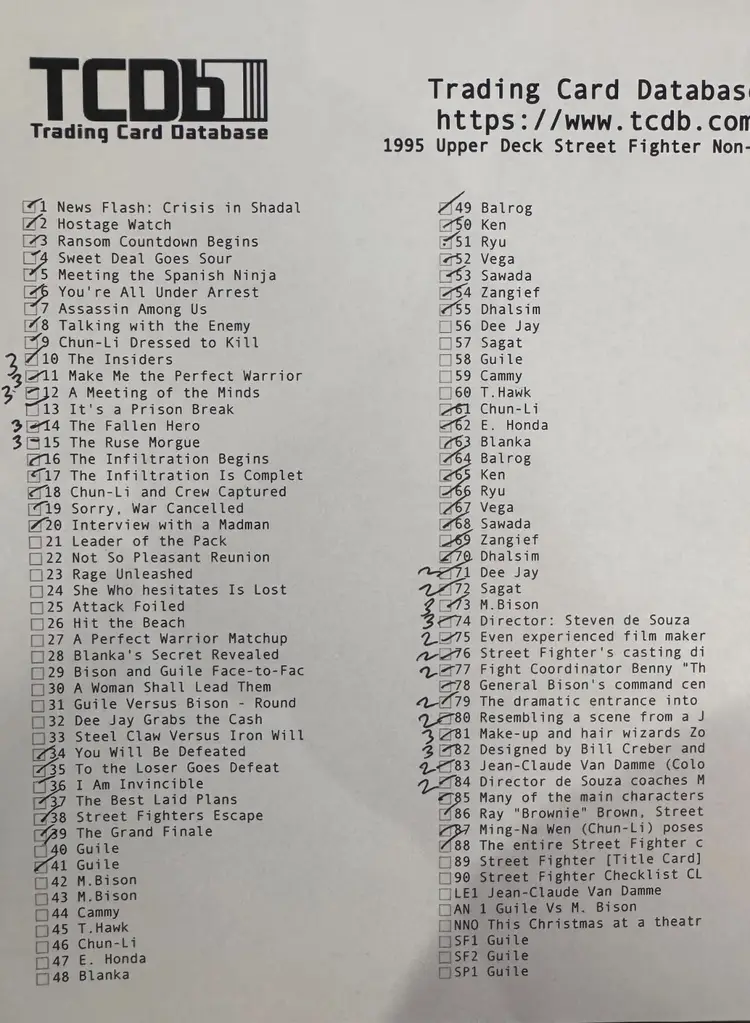 TCDb
Trading Card Database
Trading Card Databas
https://www.tcdb.com
1995 Upper Deck Street Fighter Non-
1 News Flash: Crisis in Shadal
2 Hostage Watch
3 Ransom Countdown Begins
4 Sweet Deal Goes Sour
5 Meeting the Spanish Ninja
6 You're All Under Arrest
7 Assassin Among Us
8 Talking with the Enemy
9 Chun-Li Dressed to Kill
3 10 The Insiders
3 11 Make Me the Perfect Warrior
3 12 A Meeting of the Minds
13 It's a Prison Break
3 14 The Fallen Hero
3 15 The Ruse Morgue
16 The Infiltration Begins
17 The Infiltration Is Complet
18 Chun-Li and Crew Captured
19 Sorry, War Cancelled
20 Interview with a Madman
21 Leader of the Pack
22 Not So Pleasant Reunion
23 Rage Unleashed
24 She Who hesitates Is Lost
25 Attack Foiled
26 Hit the Beach
27 A Perfect Warrior Matchup
28 Blanka's Secret Revealed
29 Bison and Guile Face-to-Fac
30 A Woman Shall Lead Them
31 Guile Versus Bison - Round
32 Dee Jay Grabs the Cash
33 Steel Claw Versus Iron Will
34 You Will Be Defeated
35 To the Loser Goes Defeat
36 I Am Invincible
37 The Best Laid Plans
38 Street Fighters Escape
39 The Grand Finale
40 Guile
41 Guile
42 M.Bison
43 M.Bison
44 Cammy
45 T.Hawk
46 Chun-Li
47 E. Honda
48 Blanka
49 Balrog
50 Ken
51 Ryu
52 Vega
53 Sawada
54 Zangief
55 Dhalsim
56 Dee Jay
57 Sagat
58 Guile
59 Cammy
60 T.Hawk
61 Chun-Li
62 E. Honda
63 Blanka
64 Balrog
65 Ken
66 Ryu
67 Vega
68 Sawada
69 Zangief
70 Dhalsim
2 71 Dee Jay
2 72 Sagat
73 M.Bison
3 74 Director: Steven de Souza
2 75 Even experienced film maker
2 76 Street Fighter's casting di
2 77 Fight Coordinator Benny "Th
78 General Bison's command cen
2 79 The dramatic entrance into
2 80 Resembling a scene from a J
3 81 Make-up and hair wizards Zo
3 82 Designed by Bill Creber and
2 83 Jean-Claude Van Damme (Colo
2 84 Director de Souza coaches M
85 Many of the main characters
86 Ray "Brownie" Brown, Street
87 Ming-Na Wen (Chun-Li) poses
88 The entire Street Fighter c
89 Street Fighter [Title Card]
90 Street Fighter Checklist CL
LE1 Jean-Claude Van Damme
AN 1 Guile Vs M. Bison
NNO This Christmas at a theatr
SF1 Guile
SF2 Guile
SP1 Guile